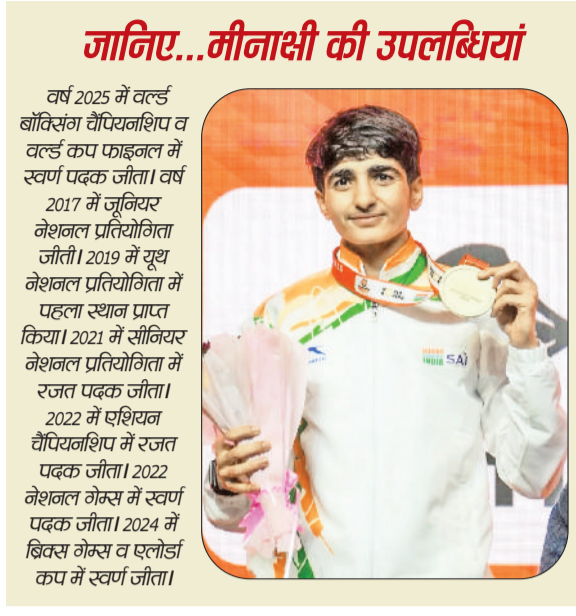 जानिए...मीनाक्षी की उपलब्धियां
वर्ष 2025 में वर्ल्ड
बॉक्सिंग चैंपियनशिप व
वर्ल्ड कप फाइनल में
स्वर्ण पदक जीता। वर्ष
2017 में जूनियर
नेशनल प्रतियोगिता
जीती। 2019 में यूथ
नेशनल प्रतियोगिता में
पहला स्थान प्राप्त
किया। 2021 में सीनियर
नेशनल प्रतियोगिता में
रजत पदक जीता।
2022 में एशियन
चैंपियनशिप में रजत
पदक जीता। 2022
नेशनल गेम्स में स्वर्ण
पदक जीता। 2024 में
ब्रिक्स गेम्स व एलोर्डा
कप में स्वर्ण जीता।
INDIA SAI